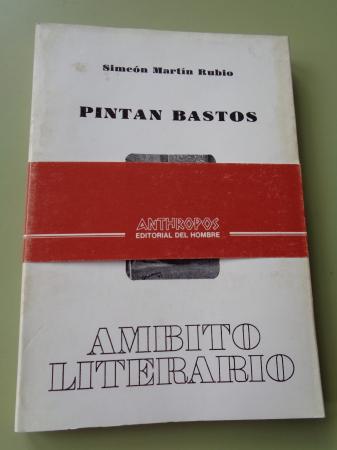 Simeón Martín Rubio
PINTAN BASTOS
ANTHROPOS
EDITORIAL DEL HOMBRE
AMBITO
LITERARIO